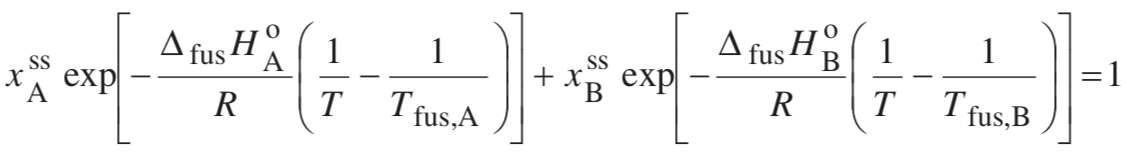 x_A^ss exp[−Δ_fus H_A^o / R (1/T − 1/T_fus,A)] + x_B^ss exp[−Δ_fus H_B^o / R (1/T − 1/T_fus,B)] =1